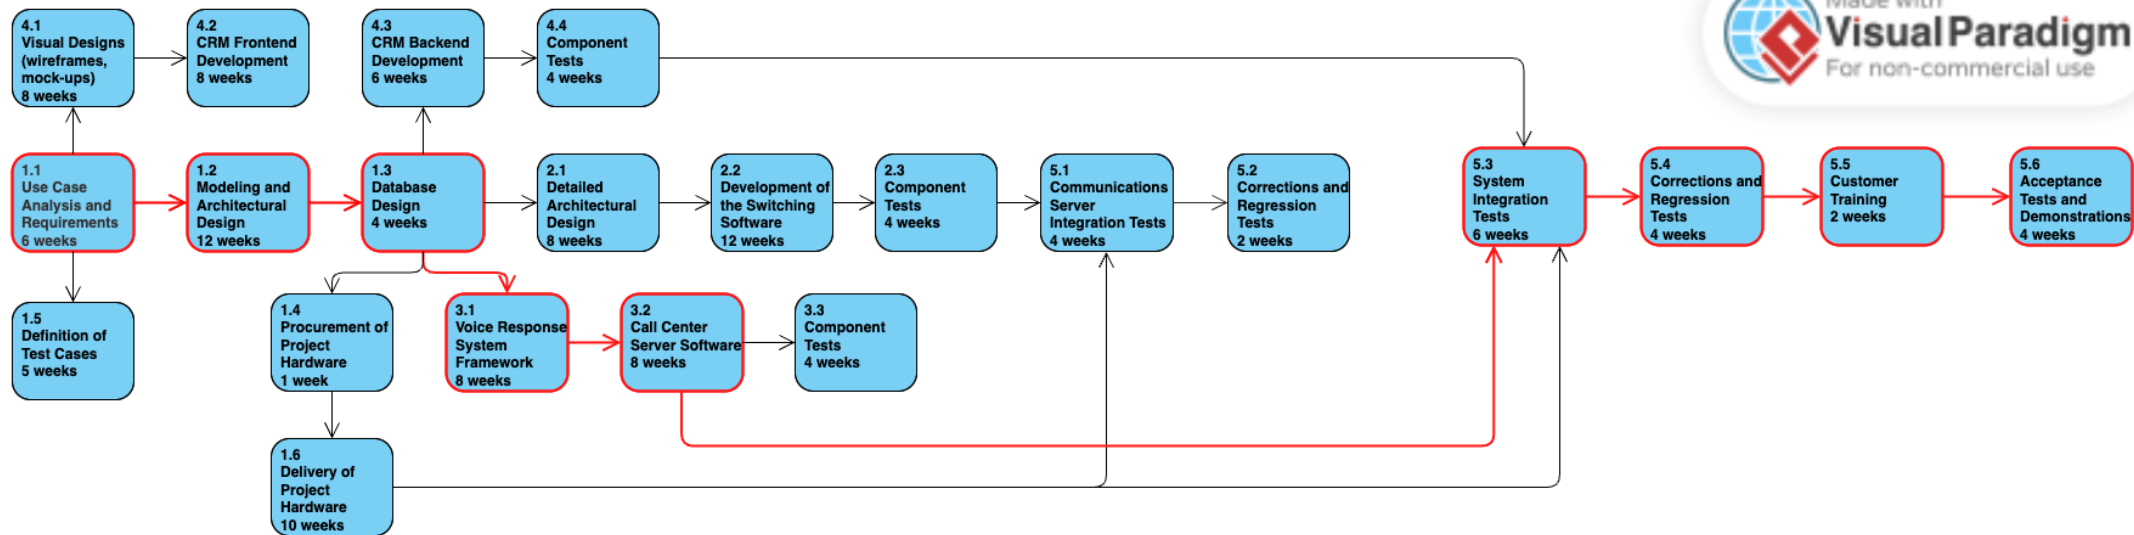 4.1
Visual Designs
(wireframes,
mock-ups)
8 weeks
4.2
CRM Frontend
Development
8 weeks
4.3
CRM Backend
Development
6 weeks
4.4
Component
Tests
4 weeks
Made with
Visual Paradigm
For non-commercial use
1.1
Use Case
Analysis and
Requirements
6 weeks
1.2
Modeling and
Architectural
Design
12 weeks
1.3
Database
Design
4 weeks
2.1
Detailed
Architectural
Design
8 weeks
2.2
Development of
the Switching
Software
12 weeks
2.3
Component
Tests
4 weeks
5.1
Communications
Server
Integration Tests
4 weeks
5.2
Corrections and
Regression
Tests
2 weeks
5.3
System
Integration
Tests
6 weeks
5.4
Corrections and
Regression
Tests
4 weeks
5.5
Customer
Training
2 weeks
5.6
Acceptance
Tests and
Demonstrations
4 weeks
1.5
Definition of
Test Cases
5 weeks
1.4
Procurement of
Project
Hardware
1 week
3.1
Voice Response
System
Framework
8 weeks
3.2
Call Center
Server Software
8 weeks
3.3
Component
Tests
4 weeks
1.6
Delivery of
Project
Hardware
10 weeks